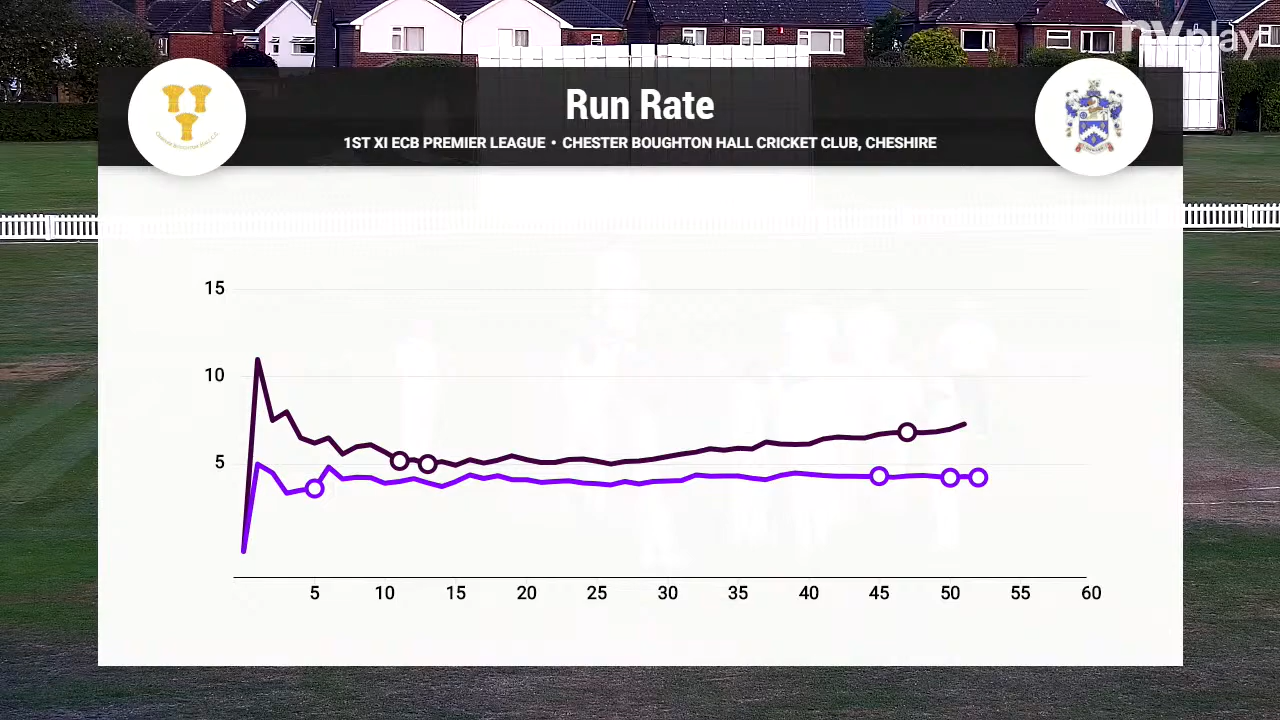 nvplay
Run Rate
1ST XI ECB PREMIER LEAGUE • CHESTER BOUGHTON HALL CRICKET CLUB, CHESHIRE
15
10
5
5 10 15 20 25 30 35 40 45 50 55 60